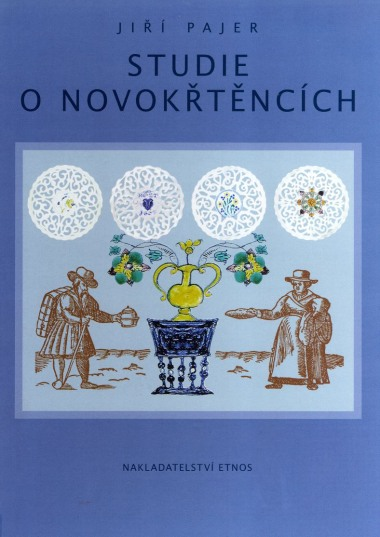 JIŘÍ PAJER
STUDIE
O NOVOKŘTĚNCÍCH
NAKLADATELSTVÍ ETNOS